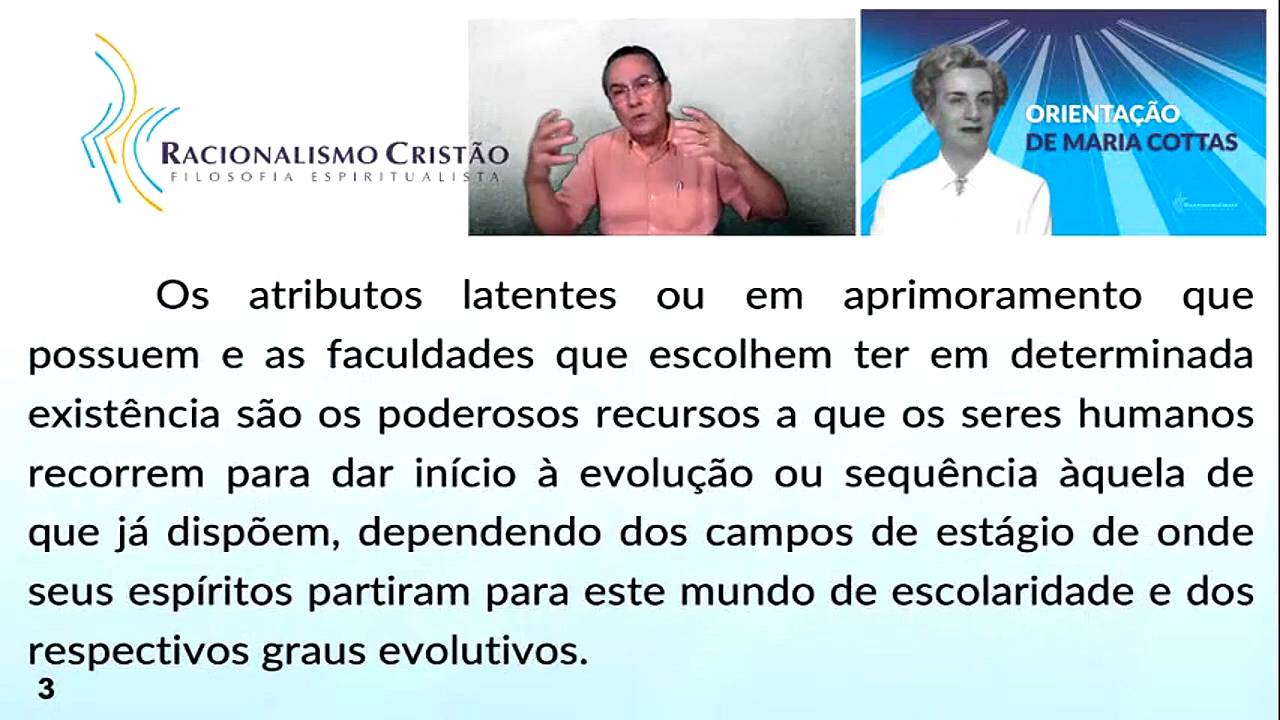 RACIONALISMO CRISTÃO
FILOSOFIA ESPIRITUALISTA
ORIENTAÇÃO
DE MARIA COTTAS
RACIONALISMO CRISTÃO
Os atributos latentes ou em aprimoramento que
possuem e as faculdades que escolhem ter em determinada
existência são os poderosos recursos a que os seres humanos
recorrem para dar início à evolução ou sequência àquela de
que já dispõem, dependendo dos campos de estágio de onde
seus espíritos partiram para este mundo de escolaridade e dos
respectivos graus evolutivos.
3